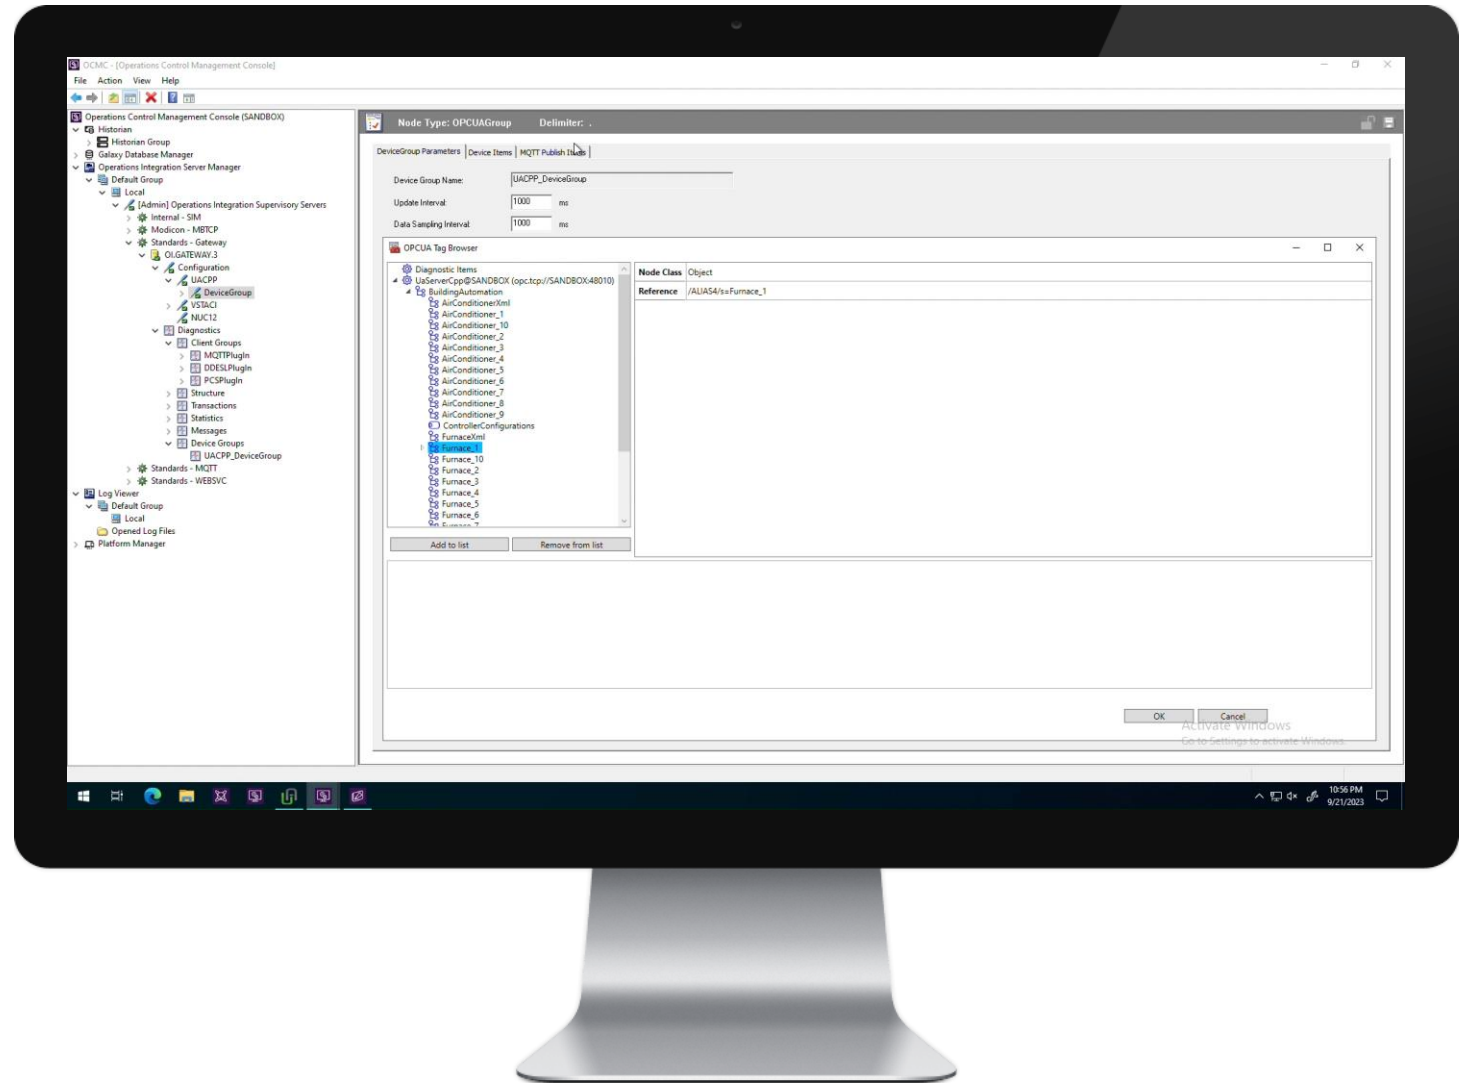 OCMC - [Operations Control Management Console]
File Action View Help
Operations Control Management Console (SANDBOX)
Historian
Historian Group
Galaxy Database Manager
Operations Integration Server Manager
Default Group
Local
[Admin] Operations Integration Supervisory Servers
Internal - SIM
Modicon - MBTCP
Standards - Gateway
OI.GATEWAY.3
Configuration
UACPP
DeviceGroup
VSTACI
NUC12
Diagnostics
Client Groups
MQTTPlugIn
DDESLPlugIn
PCSPlugIn
Structure
Transactions
Statistics
Messages
Device Groups
UACPP_DeviceGroup
Standards - MQTT
Standards - WEBSVC
Log Viewer
Default Group
Local
Opened Log Files
Platform Manager
Node Type: OPCUAGroup Delimiter: .
DeviceGroup Parameters Device Items MQTT Publish Items
Device Group Name: UACPP_DeviceGroup
Update Interval: 1000 ms
Data Sampling Interval: 1000 ms
OPCUA Tag Browser
Diagnostic Items
UaServerCpp@SANDBOX (opc.tcp://SANDBOX:48010)
BuildingAutomation
AirConditionerXml
AirConditioner_1
AirConditioner_10
AirConditioner_2
AirConditioner_3
AirConditioner_4
AirConditioner_5
AirConditioner_6
AirConditioner_7
AirConditioner_8
AirConditioner_9
ControllerConfigurations
FurnaceXml
Furnace_1
Furnace_10
Furnace_2
Furnace_3
Furnace_4
Furnace_5
Furnace_6
Furnace_7
Node Class Object
Reference /ALIAS4/s=Furnace_1
Add to list Remove from list
OK Cancel
Activate Windows
Go to Settings to activate Windows.
10:56 PM
9/21/2023